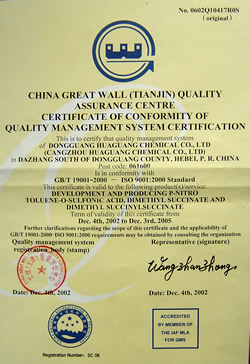 No. 0602Q10417R0S
( original )
CHINA GREAT WALL (TIANJIN) QUALITY
ASSURANCE CENTRE
CERTIFICATE OF CONFORMITY OF
QUALITY MANAGEMENT SYSTEM CERTIFICATION
This is to certify that quality management system
of DONGGUANG HUAGUANG CHEMICAL CO., LTD
(CANGZHOU HUAGUANG CHEMICAL CO., LTD)
in DAZHANG SOUTH OF DONGGUANG COUNTY, HEBEI, P. R. CHINA
Post code: 061600
Is in conformity with
GB/T 19001-2000 — ISO 9001:2000 Standard
This certificate is valid to the following product(s)/service:
DEVELOPMENT AND PRODUCING P-NITRO
TOLUENE-O-SULFONIC ACID, DIMETHYL SUCCINATE AND
DIMETHYL SUCCINYLSUCCINATE
Term of validity of this certificate from
Dec. 4th, 2002 to Dec. 3rd, 2005
Further clarifications regarding the scope of this certificate and the applicability of
GB/T 19001-2000 ISO 9001:2000 requirements may be obtained by consulting the organization
Quality management system
registration body (stamp)
Representative (signature)
Date: Dec. 4th, 2002
Date: Dec. 4th, 2002
ACCREDITED
BY MEMBER OF
THE IAF MLA
FOR QMS
Registration Number: SC 06